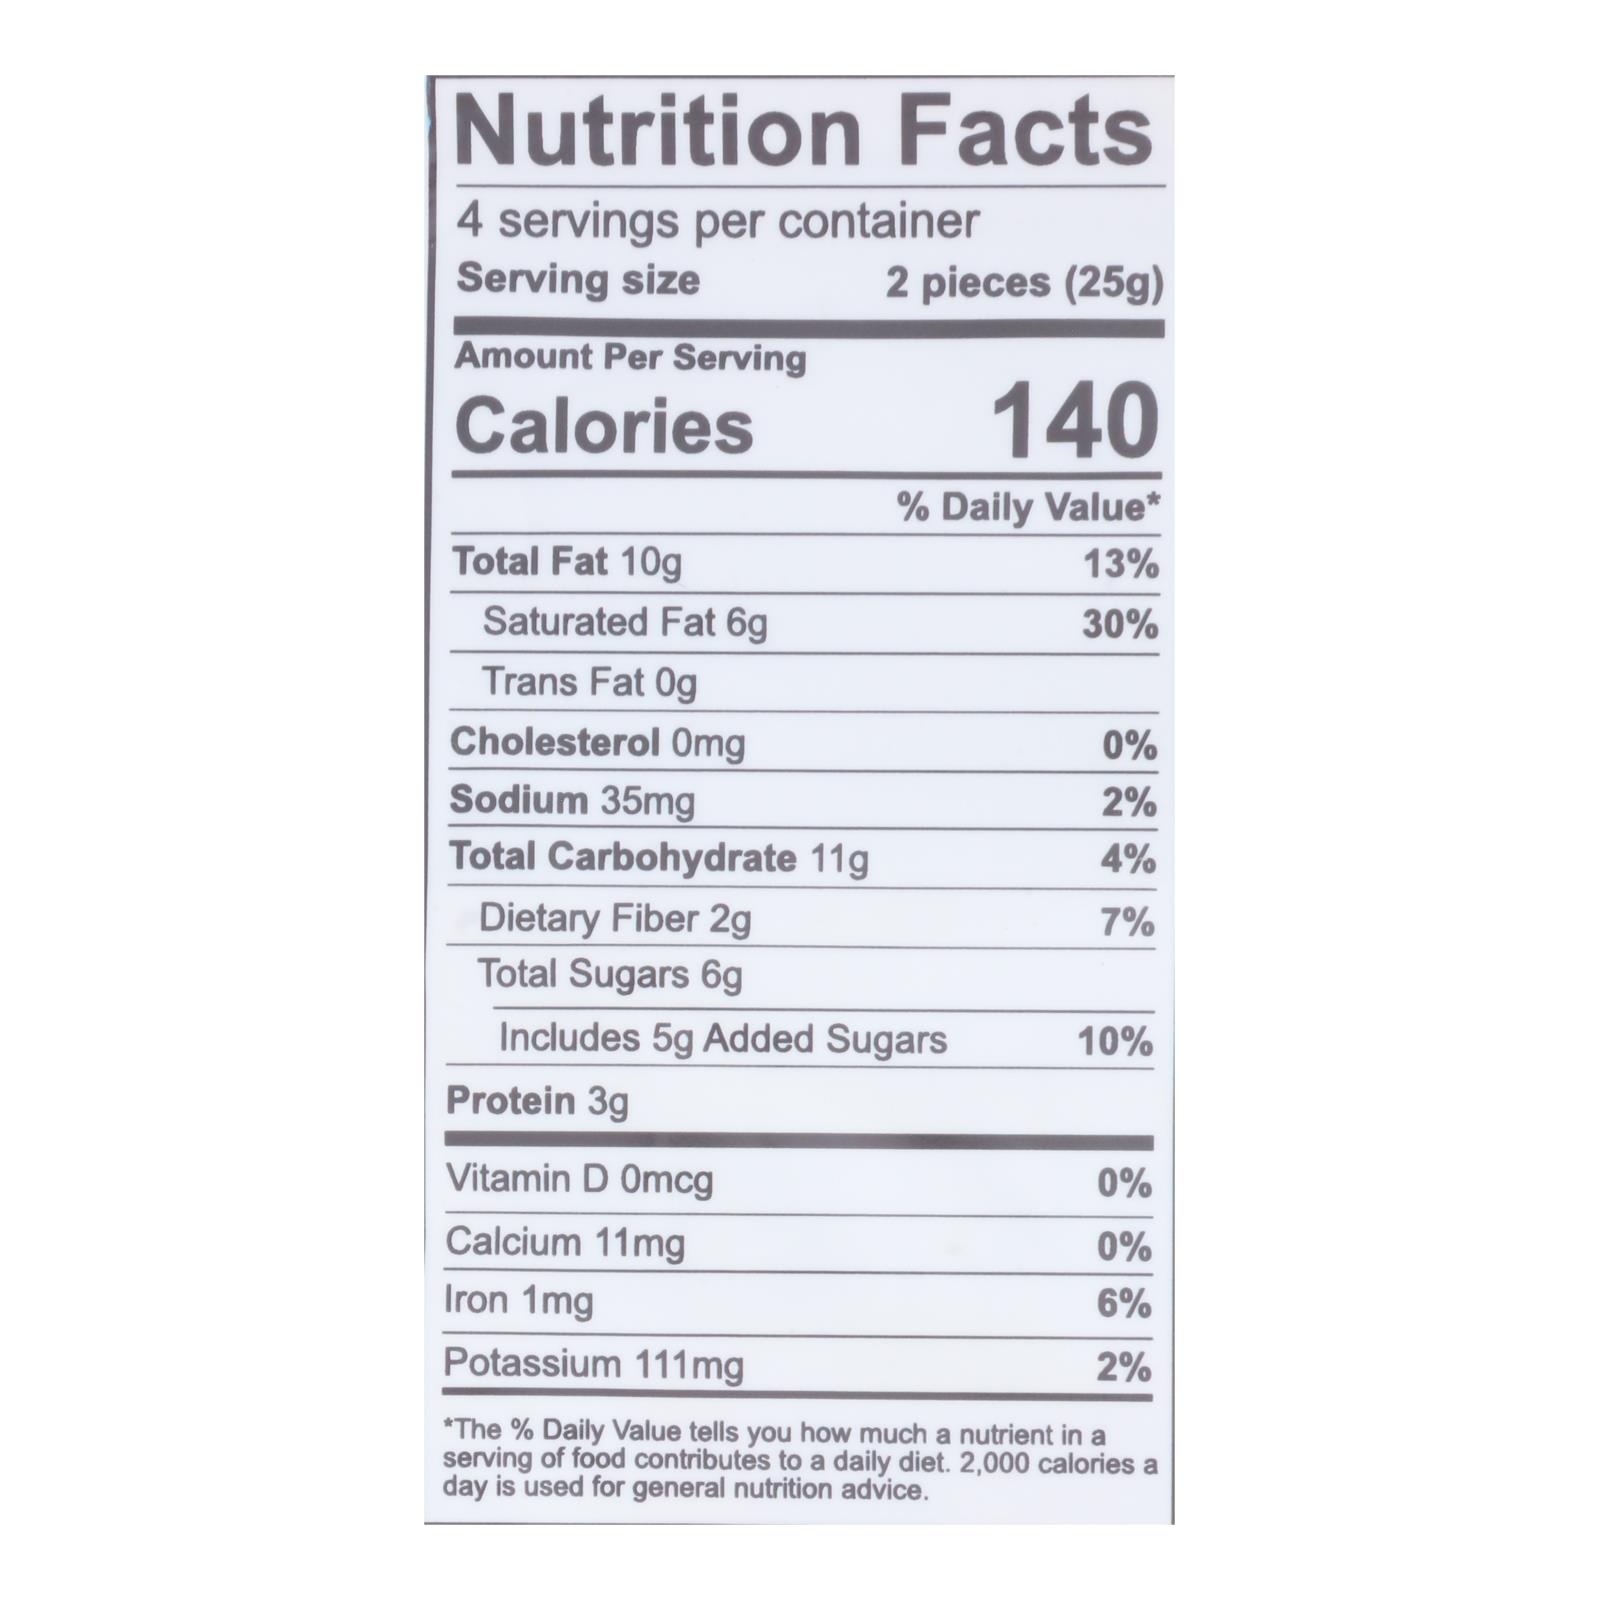 Nutrition Facts
4 servings per container
Serving size 2 pieces (25g)
Amount Per Serving
Calories 140
% Daily Value*
Total Fat 10g 13%
Saturated Fat 6g 30%
Trans Fat 0g
Cholesterol 0mg 0%
Sodium 35mg 2%
Total Carbohydrate 11g 4%
Dietary Fiber 2g 7%
Total Sugars 6g
Includes 5g Added Sugars 10%
Protein 3g
Vitamin D 0mcg 0%
Calcium 11mg 0%
Iron 1mg 6%
Potassium 111mg 2%
*The % Daily Value tells you how much a nutrient in a
serving of food contributes to a daily diet. 2,000 calories a
day is used for general nutrition advice.